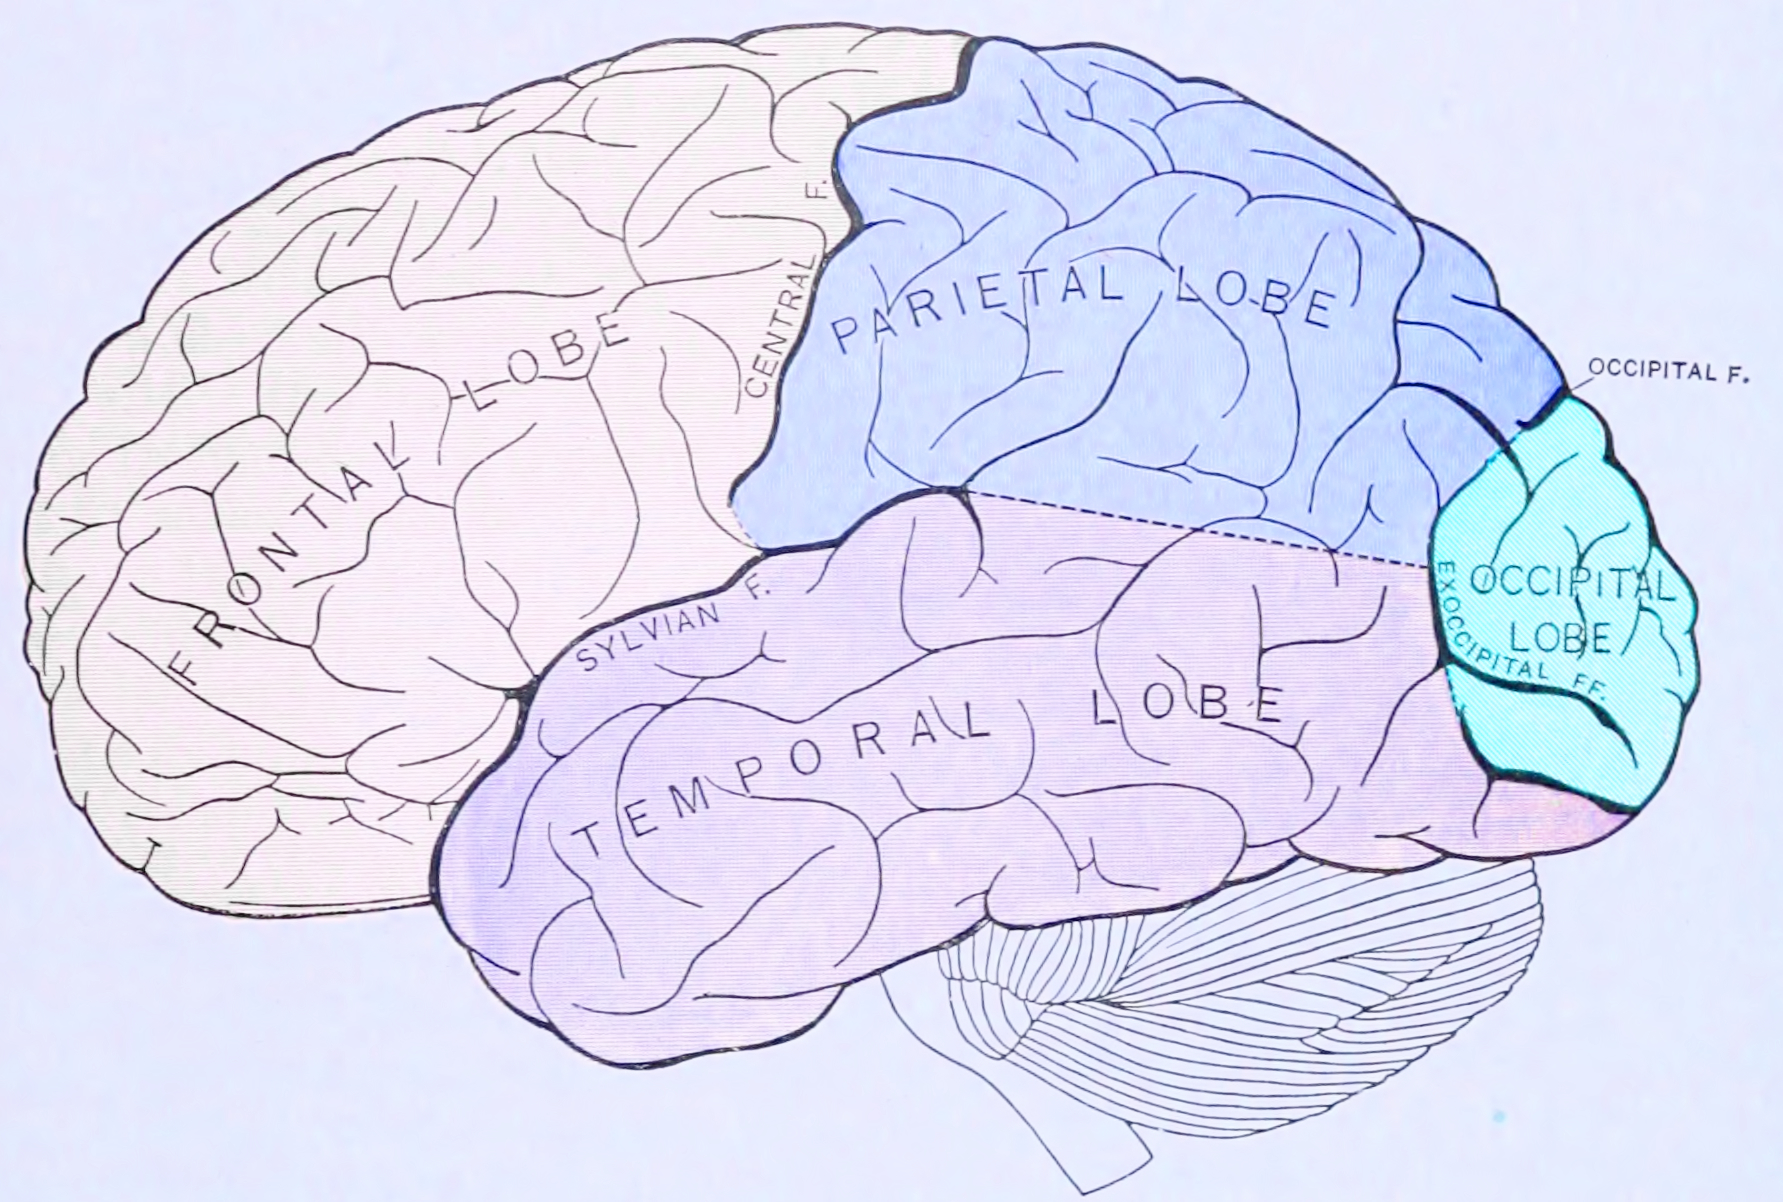 FRONTAL LOBE
CENTRAL F.
PARIETAL LOBE
OCCIPITAL F.
SYLVIAN F.
EXOCCIPITAL FF.
OCCIPITAL
LOBE
TEMPORAL LOBE